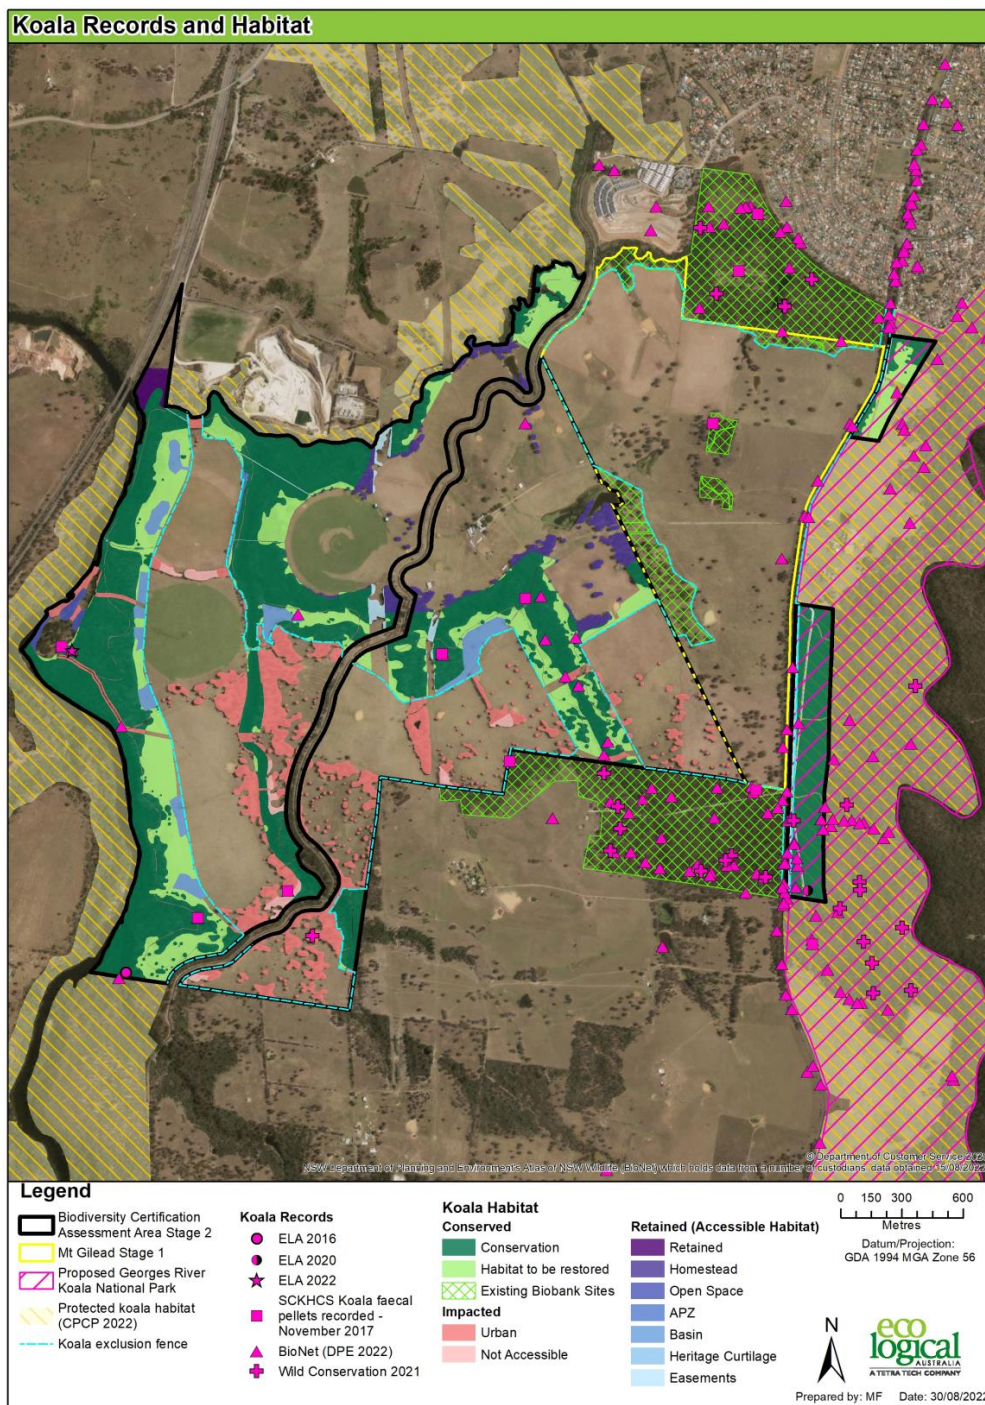 Koala Records and Habitat
© Department of Customer Service 2020
NSW Department of Planning and Environment's Atlas of NSW Wildlife (BioNet) which holds data from a number of custodians. data obtained 15/08/2022
Legend
Biodiversity Certification
Assessment Area Stage 2
Mt Gilead Stage 1
Proposed Georges River
Koala National Park
Protected koala habitat
(CPCP 2022)
Koala exclusion fence
Koala Records
ELA 2016
ELA 2020
ELA 2022
SCKHCS Koala faecal
pellets recorded -
November 2017
BioNet (DPE 2022)
Wild Conservation 2021
Koala Habitat
Conserved
Conservation
Habitat to be restored
Existing Biobank Sites
Impacted
Urban
Not Accessible
Retained (Accessible Habitat)
Retained
Homestead
Open Space
APZ
Basin
Heritage Curtilage
Easements
0 150 300 600
Metres
Datum/Projection:
GDA 1994 MGA Zone 56
N
eco
logical
AUSTRALIA
A TETRA TECH COMPANY
Prepared by: MF Date: 30/08/2022